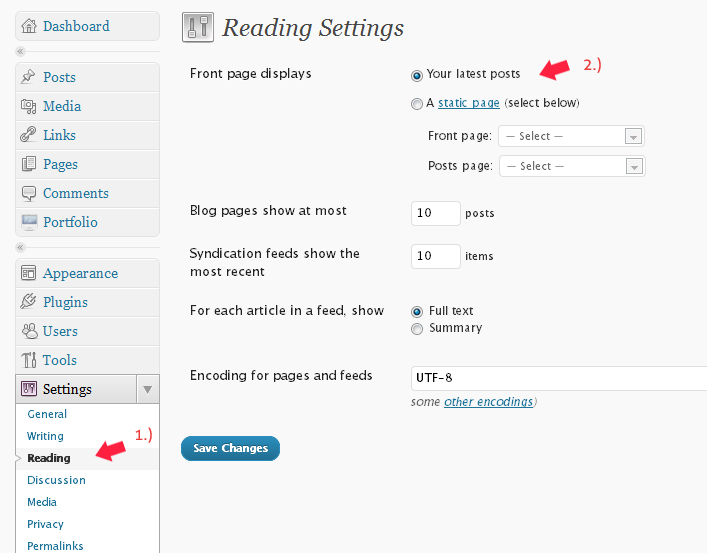 Dashboard
Posts
Media
Links
Pages
Comments
Portfolio
Appearance
Plugins
Users
Tools
Settings
General
Writing
Reading
1.)
Discussion
Media
Privacy
Permalinks
Reading Settings
Front page displays
Your latest posts
2.)
A static page (select below)
Front page: — Select —
Posts page: — Select —
Blog pages show at most
10 posts
Syndication feeds show the
most recent
10 items
For each article in a feed, show
Full text
Summary
Encoding for pages and feeds
UTF-8
some other encodings)
Save Changes